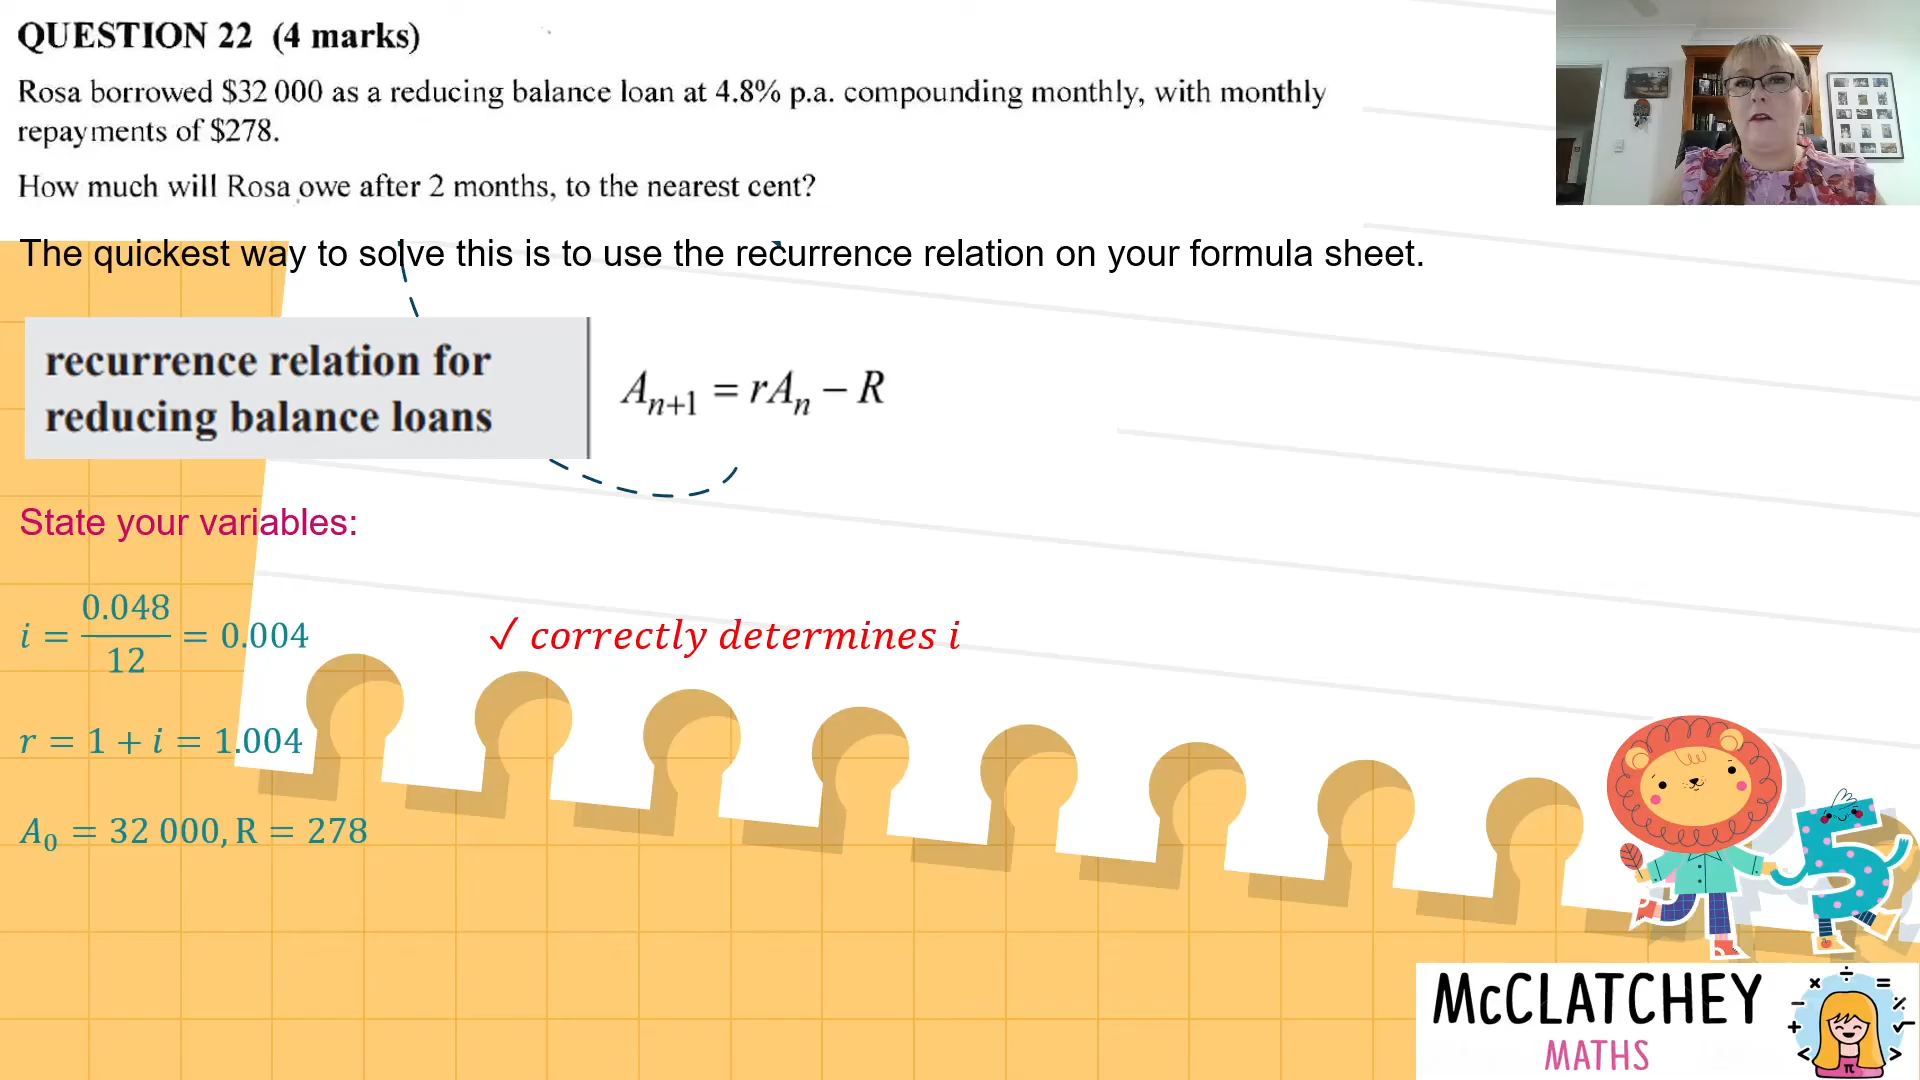 QUESTION 22 (4 marks)
Rosa borrowed $32 000 as a reducing balance loan at 4.8% p.a. compounding monthly, with monthly
repayments of $278.
How much will Rosa owe after 2 months, to the nearest cent?
The quickest way to solve this is to use the recurrence relation on your formula sheet.
recurrence relation for
reducing balance loans
Aₙ₊₁ = rAₙ − R
State your variables:
i = 0.048/12 = 0.004
✓ correctly determines i
r = 1 + i = 1.004
A₀ = 32 000, R = 278
McCLATCHEY
MATHS